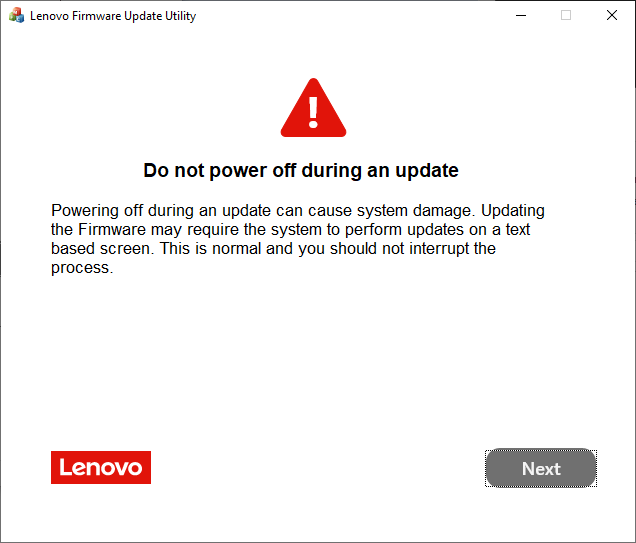 Lenovo Firmware Update Utility
Do not power off during an update
Powering off during an update can cause system damage. Updating
the Firmware may require the system to perform updates on a text
based screen. This is normal and you should not interrupt the
process.
Lenovo
Next